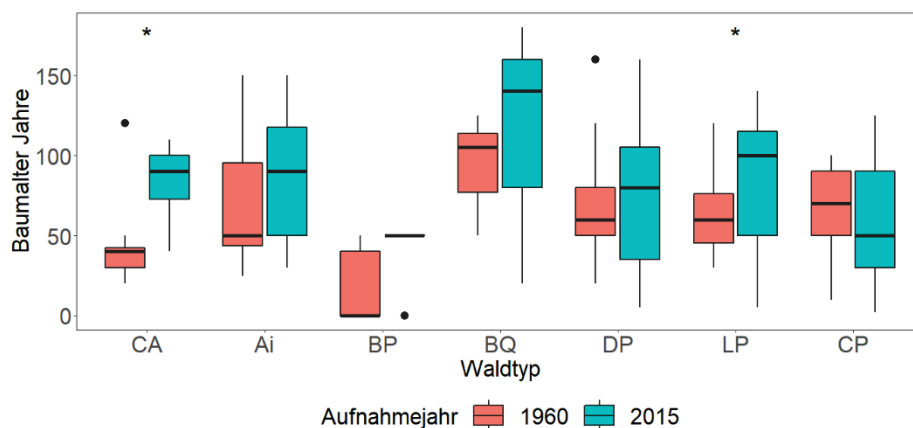 * *
Baumalter Jahre
150
100
50
0
CA Ai BP BQ DP LP CP
Waldtyp
Aufnahmejahr 1960 2015